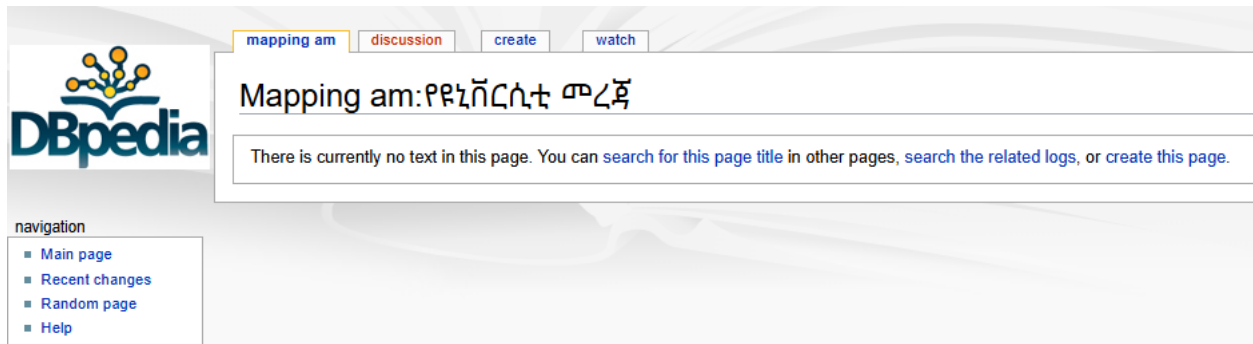 mapping am discussion create watch
DBpedia
Mapping am:የዩኒቨርሲቲ መረጃ
There is currently no text in this page. You can search for this page title in other pages, search the related logs, or create this page.
navigation
Main page
Recent changes
Random page
Help